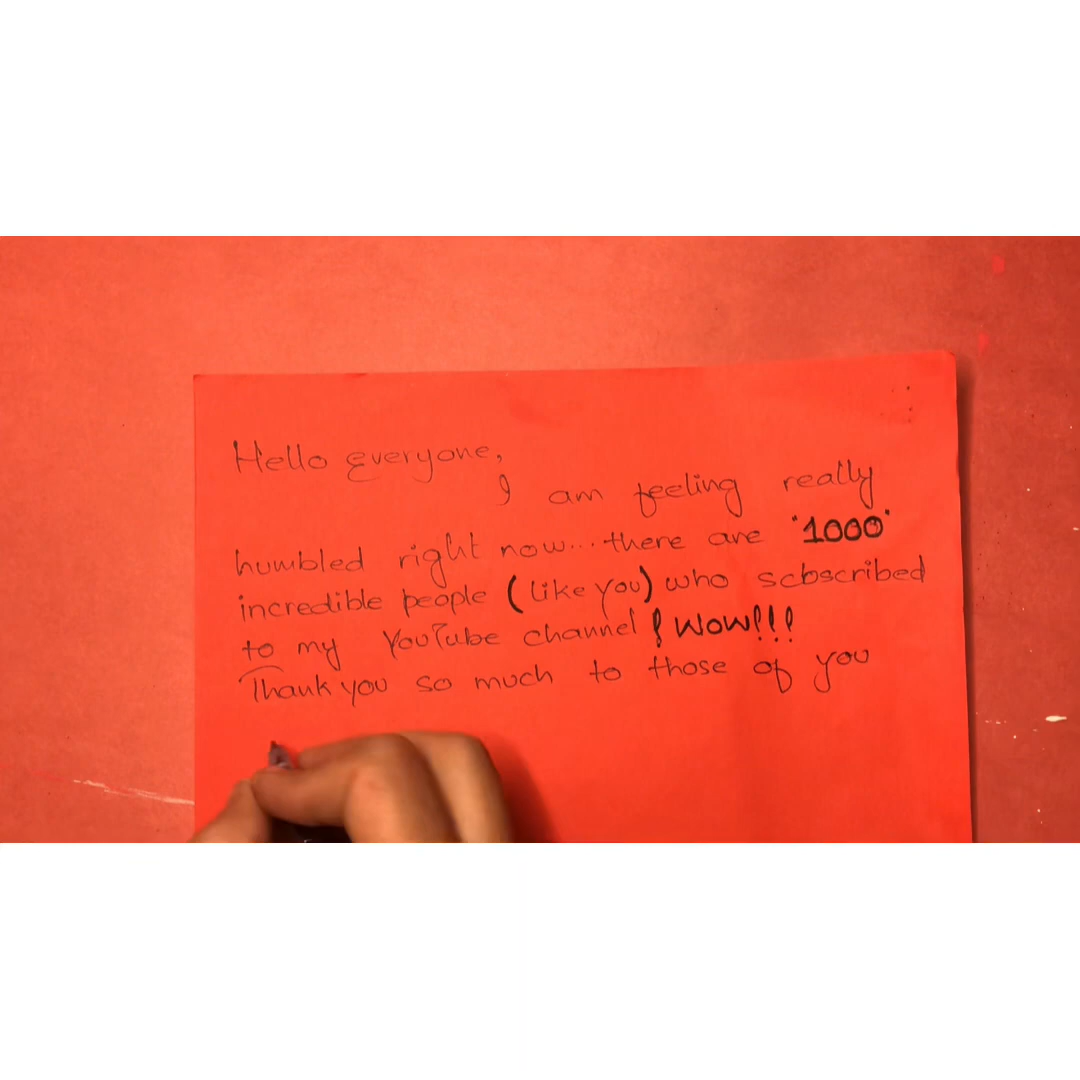 Hello everyone,
I am feeling really
humbled right now... there are "1000"
incredible people (like you) who scbscribed
to my YouTube channel! WOW!!!
Thank you so much to those of you